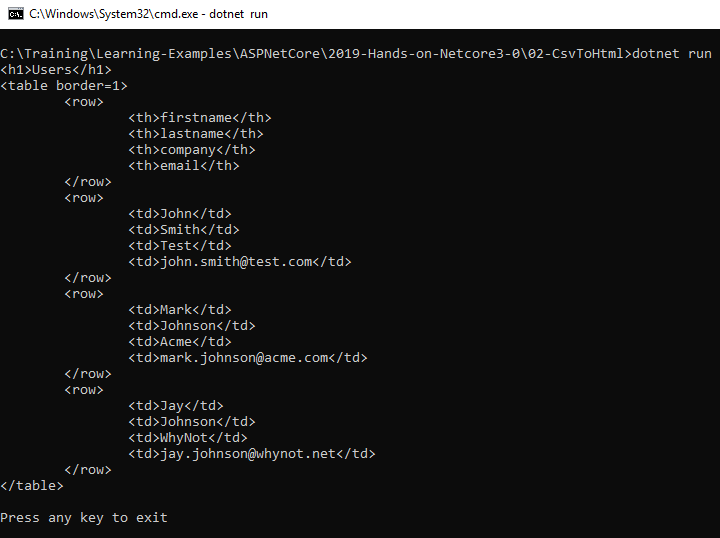 C:\Windows\System32\cmd.exe - dotnet  run
C:\Training\Learning-Examples\ASPNetCore\2019-Hands-on-Netcore3-0\02-CsvToHtml>dotnet run
<h1>Users</h1>
<table border=1>
        <row>
                <th>firstname</th>
                <th>lastname</th>
                <th>company</th>
                <th>email</th>
        </row>
        <row>
                <td>John</td>
                <td>Smith</td>
                <td>Test</td>
                <td>john.smith@test.com</td>
        </row>
        <row>
                <td>Mark</td>
                <td>Johnson</td>
                <td>Acme</td>
                <td>mark.johnson@acme.com</td>
        </row>
        <row>
                <td>Jay</td>
                <td>Johnson</td>
                <td>WhyNot</td>
                <td>jay.johnson@whynot.net</td>
        </row>
</table>
Press any key to exit